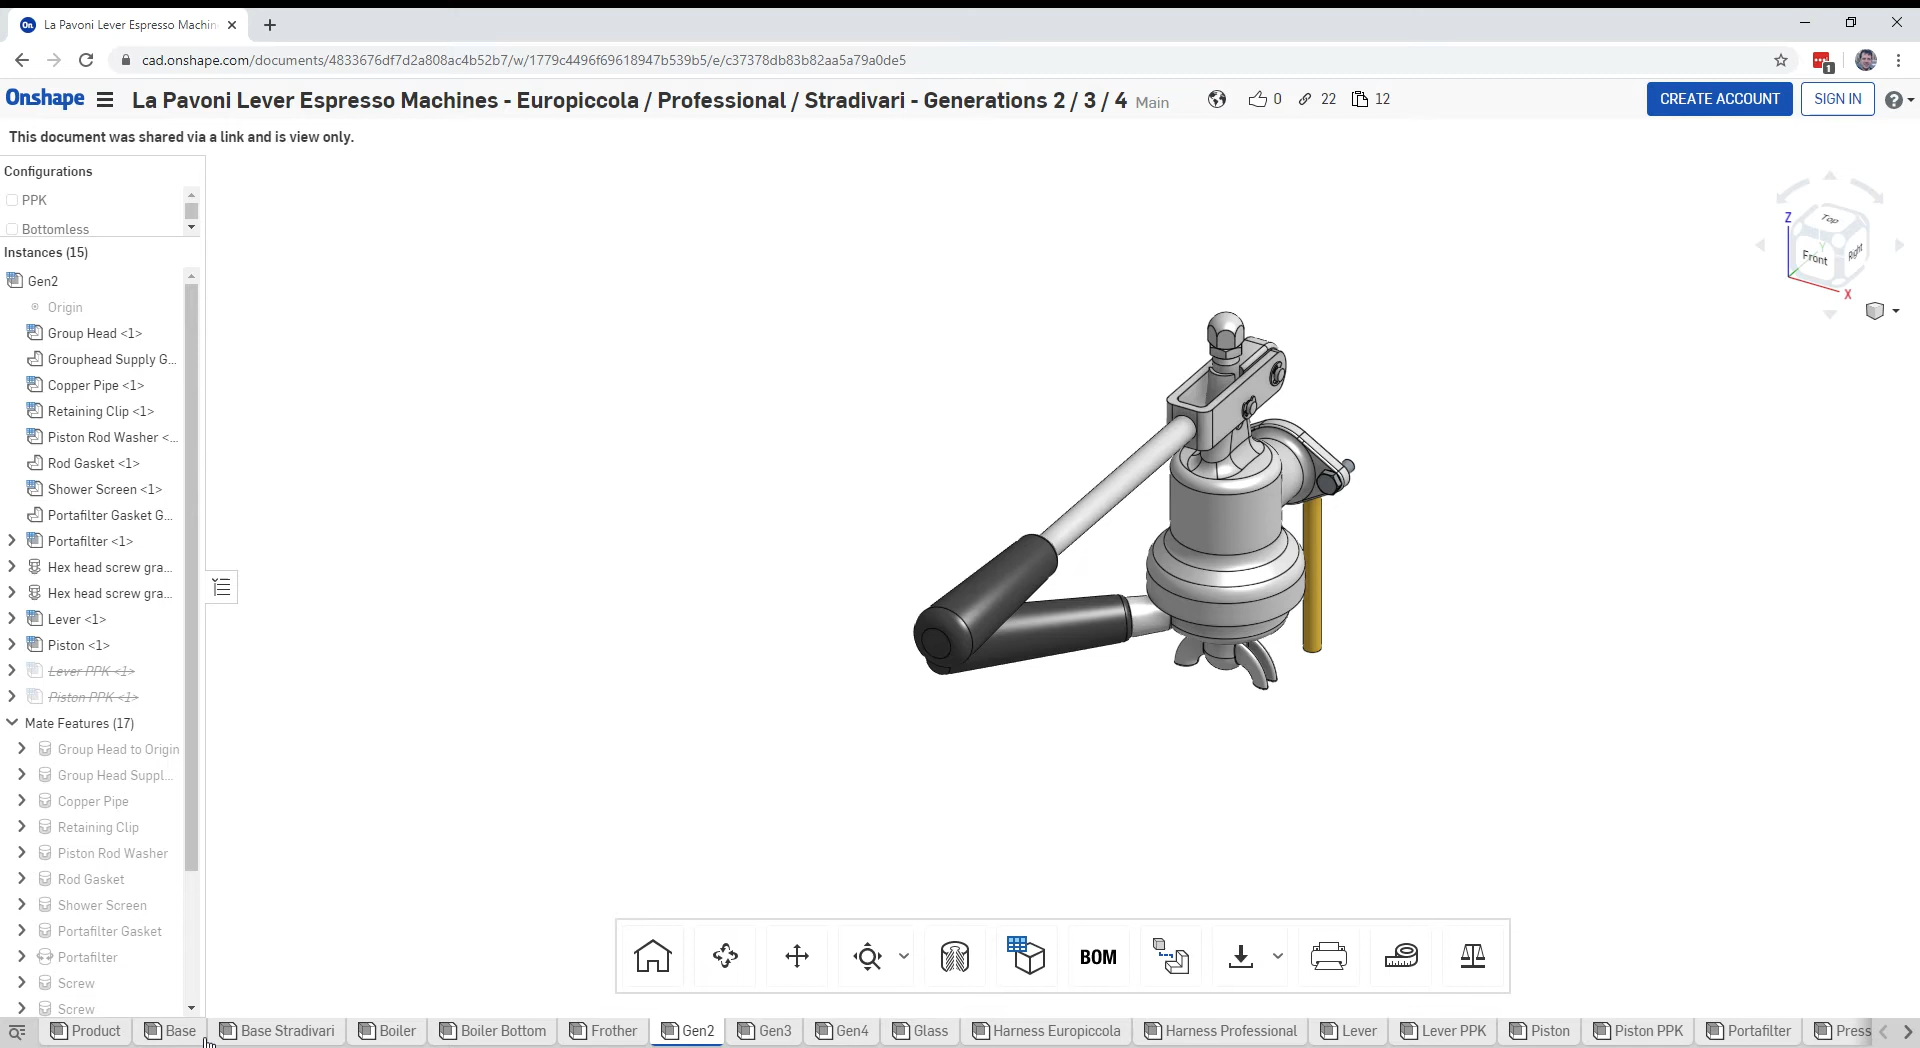 La Pavoni Lever Espresso Machin
cad.onshape.com/documents/4833676df7d2a808ac4b52b7/w/1779c4496f69618947b539b5/e/c37378db83b82aa5a79a0de5
1
Onshape La Pavoni Lever Espresso Machines - Europiccola / Professional / Stradivari - Generations 2 / 3 / 4 Main 0 22 12 CREATE ACCOUNT SIGN IN
This document was shared via a link and is view only.
Configurations
PPK
Bottomless
Instances (15)
Gen2
Origin
Group Head <1>
Grouphead Supply G...
Copper Pipe <1>
Retaining Clip <1>
Piston Rod Washer <...
Rod Gasket <1>
Shower Screen <1>
Portafilter Gasket G...
Portafilter <1>
Hex head screw gra...
Hex head screw gra...
Lever <1>
Piston <1>
Lever PPK <1>
Piston PPK <1>
Mate Features (17)
Group Head to Origin
Group Head Suppl...
Copper Pipe
Retaining Clip
Piston Rod Washer
Rod Gasket
Shower Screen
Portafilter Gasket
Portafilter
Screw
Screw
Z
Top
Y
Front
Right
X
BOM
Product Base Base Stradivari Boiler Boiler Bottom Frother Gen2 Gen3 Gen4 Glass Harness Europiccola Harness Professional Lever Lever PPK Piston Piston PPK Portafilter Press